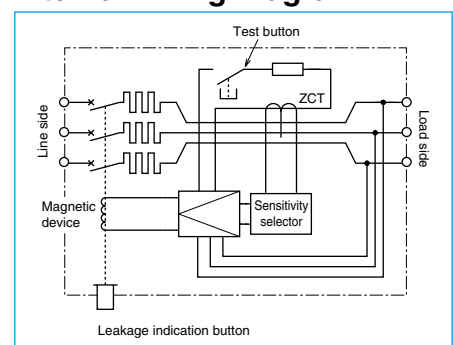 Test button
ZCT
Line side
Load side
Magnetic
device
Sensitivity
selector
Leakage indication button